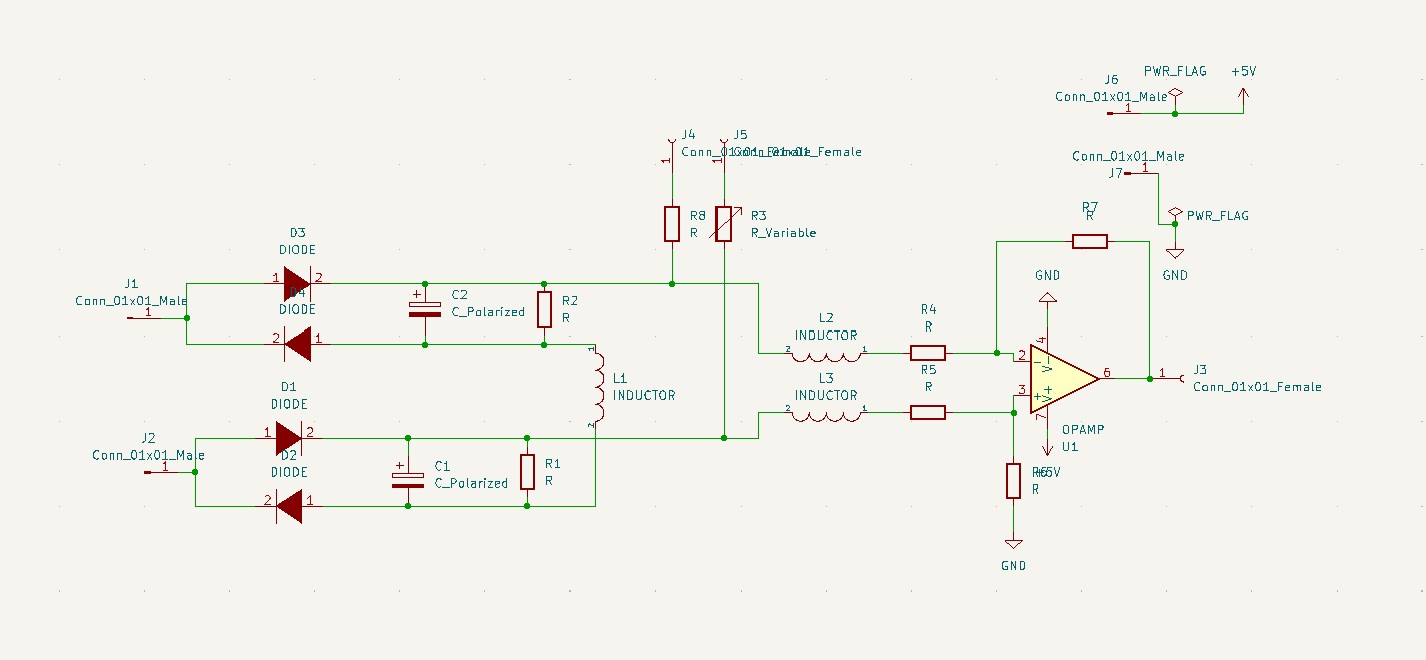 PWR_FLAG
+5V
J6
Conn_01x01_Male
1
J4
J5
Conn_01x01_Female
Conn_01x01_Female
1
1
Conn_01x01_Male
1
J7
R8
R
R3
R_Variable
R7
R
PWR_FLAG
D3
DIODE
1
2
GND
GND
J1
Conn_01x01_Male
1
D4
DIODE
2
1
+
C2
C_Polarized
R2
R
L2
INDUCTOR
2
1
R4
R
4
1
L1
INDUCTOR
2
2
-
V-
3
+
V+
6
7
1
J3
Conn_01x01_Female
R5
R
L3
INDUCTOR
2
1
D1
DIODE
1
2
OPAMP
U1
J2
Conn_01x01_Male
1
D2
DIODE
2
1
+
C1
C_Polarized
R1
R
R6
+5V
R
GND